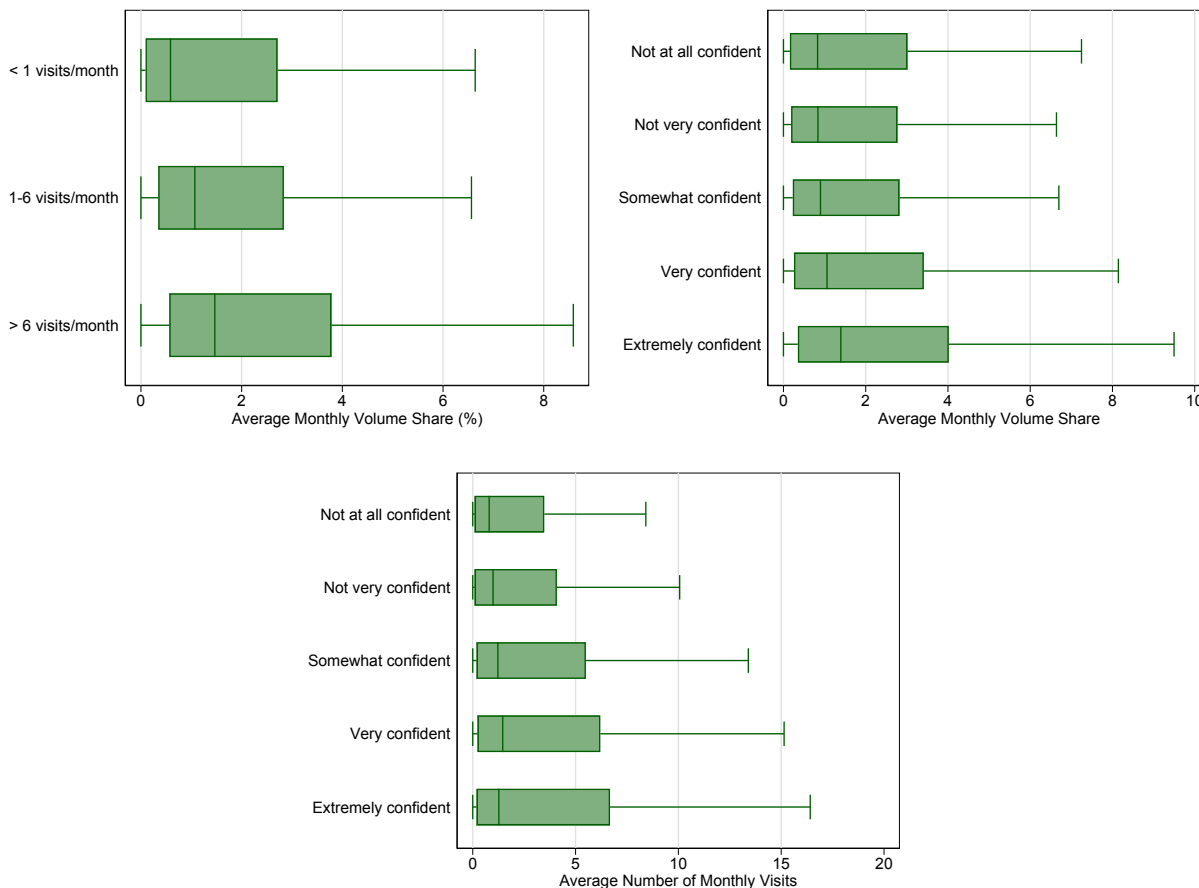 < 1 visits/month
1-6 visits/month
> 6 visits/month
0 2 4 6 8
Average Monthly Volume Share (%)
Not at all confident
Not very confident
Somewhat confident
Very confident
Extremely confident
0 2 4 6 8 10
Average Monthly Volume Share
Not at all confident
Not very confident
Somewhat confident
Very confident
Extremely confident
0 5 10 15 20
Average Number of Monthly Visits